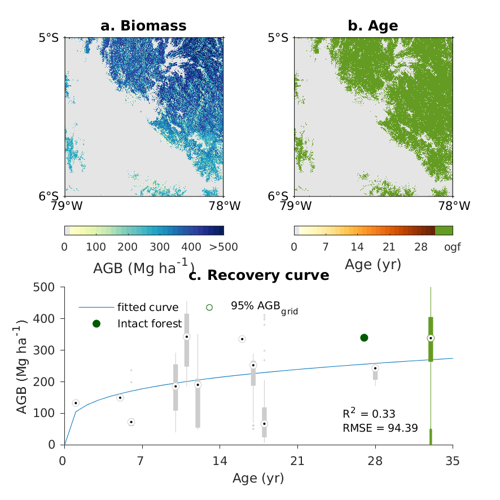 a. Biomass
b. Age
5°S
5°S
6°S
6°S
79°W
78°W
79°W
78°W
0 100 200 300 400 >500
0 7 14 21 28 ogf
AGB (Mg ha⁻¹)
Age (yr)
c. Recovery curve
500
400
300
200
100
0
AGB (Mg ha⁻¹)
fitted curve
95% AGB_grid
Intact forest
R² = 0.33
RMSE = 94.39
0 7 14 21 28 35
Age (yr)